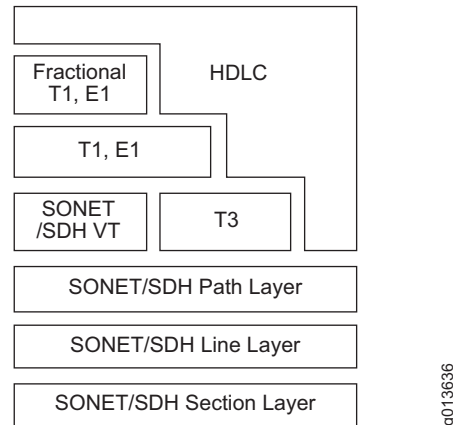 Fractional
T1, E1
HDLC
T1, E1
SONET
/SDH VT
T3
SONET/SDH Path Layer
SONET/SDH Line Layer
SONET/SDH Section Layer
g013636